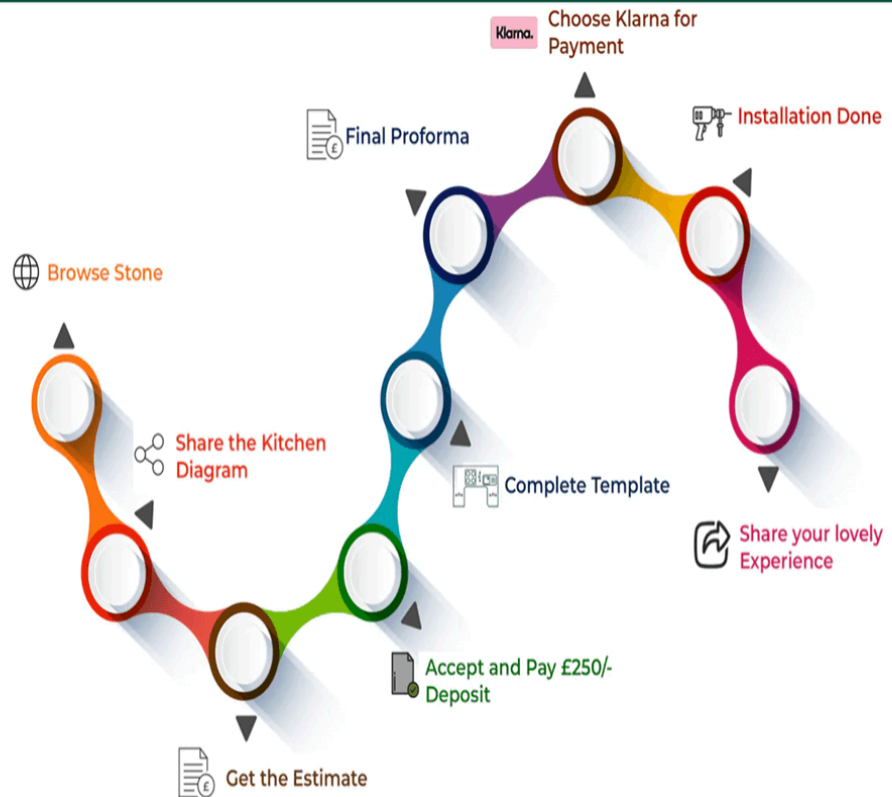 Browse Stone
Share the Kitchen
Diagram
Get the Estimate
Accept and Pay £250/-
Deposit
Complete Template
Final Proforma
Klarna.
Choose Klarna for
Payment
Installation Done
Share your lovely
Experience